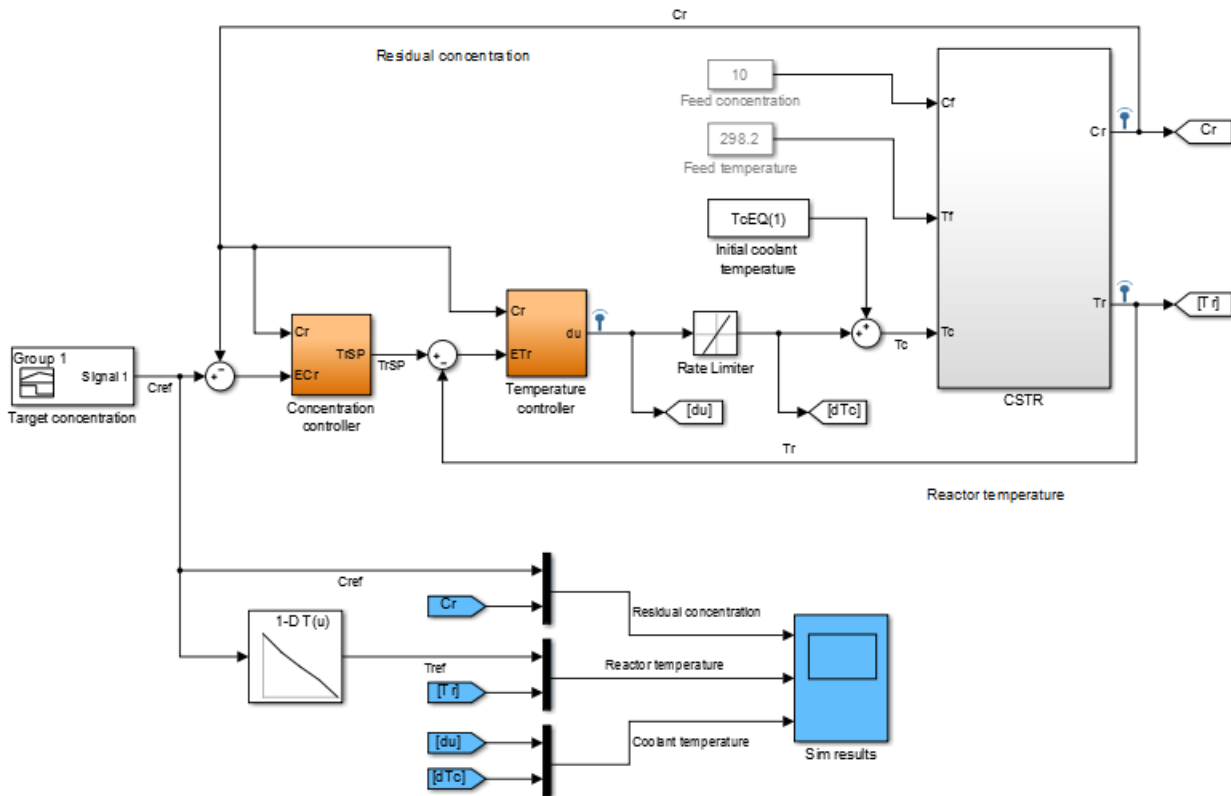 Cr
Residual concentration
10
Feed concentration
298.2
Feed temperature
TcEQ(1)
Initial coolant
temperature
Cf
Tf
Tc
Cr
Tr
CSTR
Cr
[Tr]
Group 1
Signal 1
Target concentration
Cref
+
−
Cr
ECr
TrSP
Concentration
controller
TrSP
+
−
Cr
ETr
du
Temperature
controller
Rate Limiter
[du]
[dTc]
+
+
Tc
Tr
Reactor temperature
Cref
Cr
1-D T(u)
Tref
[Tr]
[du]
[dTc]
Residual concentration
Reactor temperature
Coolant temperature
Sim results